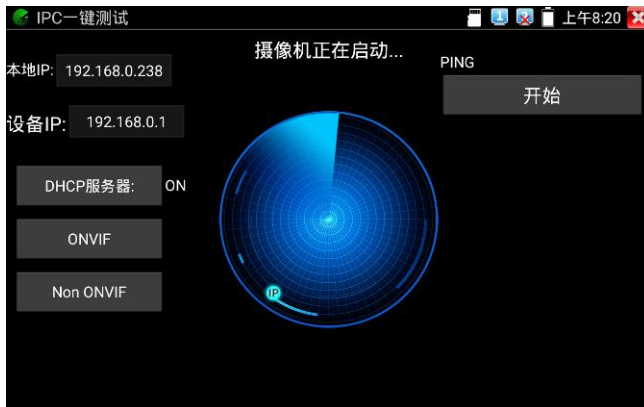 IPC一键测试
1
2
上午8:20
摄像机正在启动...
本地IP: 192.168.0.238
PING
开始
设备IP: 192.168.0.1
DHCP服务器: ON
ONVIF
Non ONVIF
IP